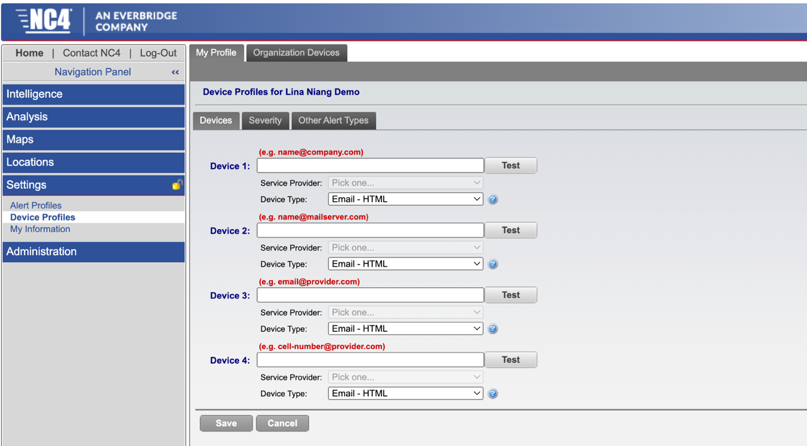 NC4 AN EVERBRIDGE COMPANY
Home | Contact NC4 | Log-Out
Navigation Panel <<
Intelligence
Analysis
Maps
Locations
Settings
Alert Profiles
Device Profiles
My Information
Administration
My Profile Organization Devices
Device Profiles for Lina Niang Demo
Devices Severity Other Alert Types
(e.g. name@company.com)
Device 1: Test
Service Provider: Pick one...
Device Type: Email - HTML ?
(e.g. name@mailserver.com)
Device 2: Test
Service Provider: Pick one...
Device Type: Email - HTML ?
(e.g. email@provider.com)
Device 3: Test
Service Provider: Pick one...
Device Type: Email - HTML ?
(e.g. cell-number@provider.com)
Device 4: Test
Service Provider: Pick one...
Device Type: Email - HTML ?
Save Cancel